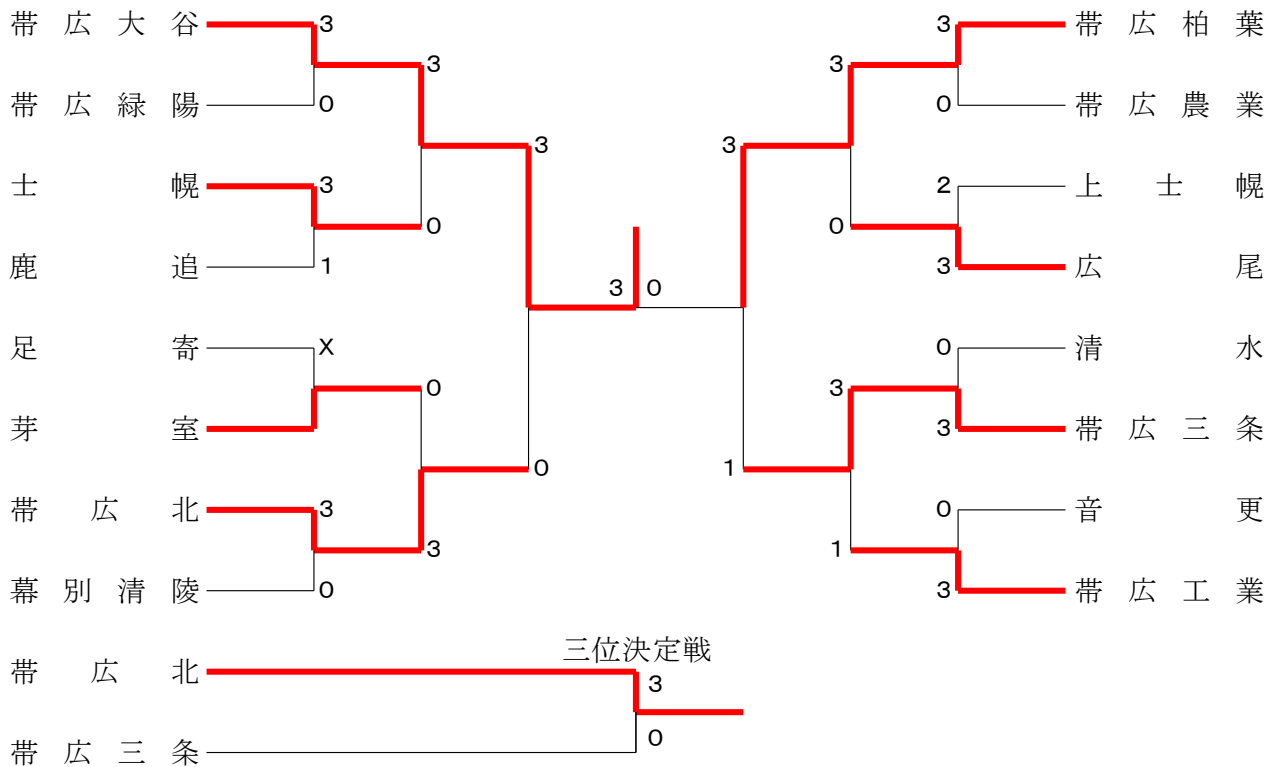 帯広大谷 3 3 帯広柏葉
3 3
帯広緑陽 0 0 帯広農業
3 3
士幌 3 2 上士幌
0 0
鹿追 1 3 広尾
3 0
足寄 X 0 清水
0 3
芽室 3 帯広三条
0 1
帯広北 3 0 音更
3 1
幕別清陵 0 3 帯広工業
三位決定戦
帯広北 3
帯広三条 0